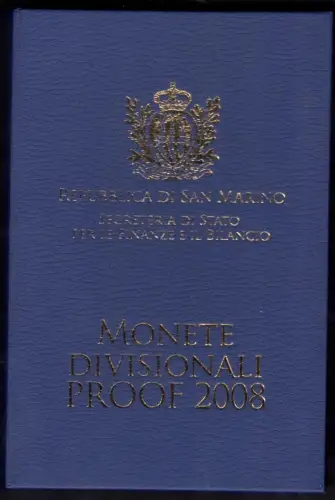 REPUBBLICA DI SAN MARINO
SEGRETERIA DI STATO
PER LE FINANZE E IL BILANCIO
MONETE
DIVISIONALI
PROOF 2008